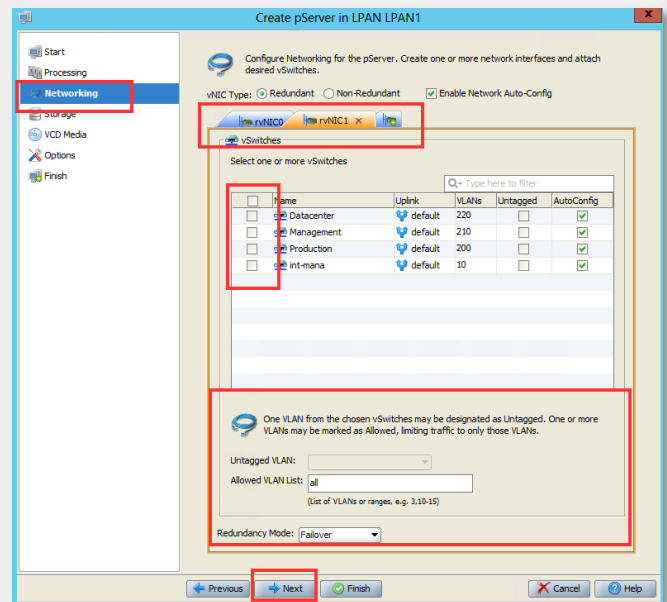 Create pServer in LPAN LPAN1
x
Start
Processing
Networking
Storage
VCD Media
Options
Finish
Configure Networking for the pServer. Create one or more network interfaces and attach
desired vSwitches.
vNIC Type: Redundant Non-Redundant Enable Network Auto-Config
rvNIC0 rvNIC1 ×
vSwitches
Select one or more vSwitches
Type here to filter
Name Uplink VLANs Untagged AutoConfig
Datacenter default 220
Management default 210
Production default 200
int-mana default 10
One VLAN from the chosen vSwitches may be designated as Untagged. One or more
VLANs may be marked as Allowed, limiting traffic to only those VLANs.
Untagged VLAN:
Allowed VLAN List: all
(List of VLANs or ranges, e.g. 3,10-15)
Redundancy Mode: Failover
Previous Next Finish Cancel Help